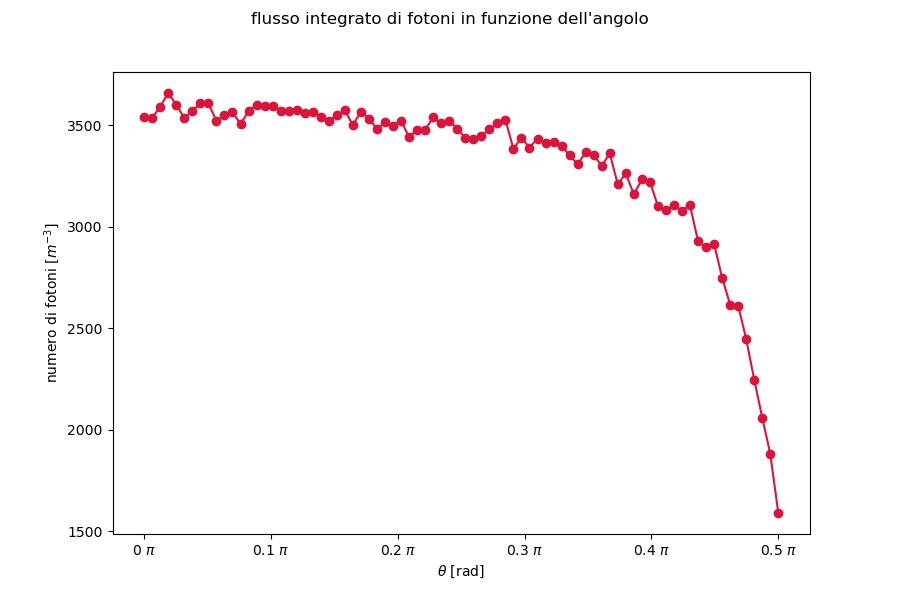 flusso integrato di fotoni in funzione dell'angolo
numero di fotoni [$m^{-3}$]
3500
3000
2500
2000
1500
0 π
0.1 π
0.2 π
0.3 π
0.4 π
0.5 π
θ [rad]